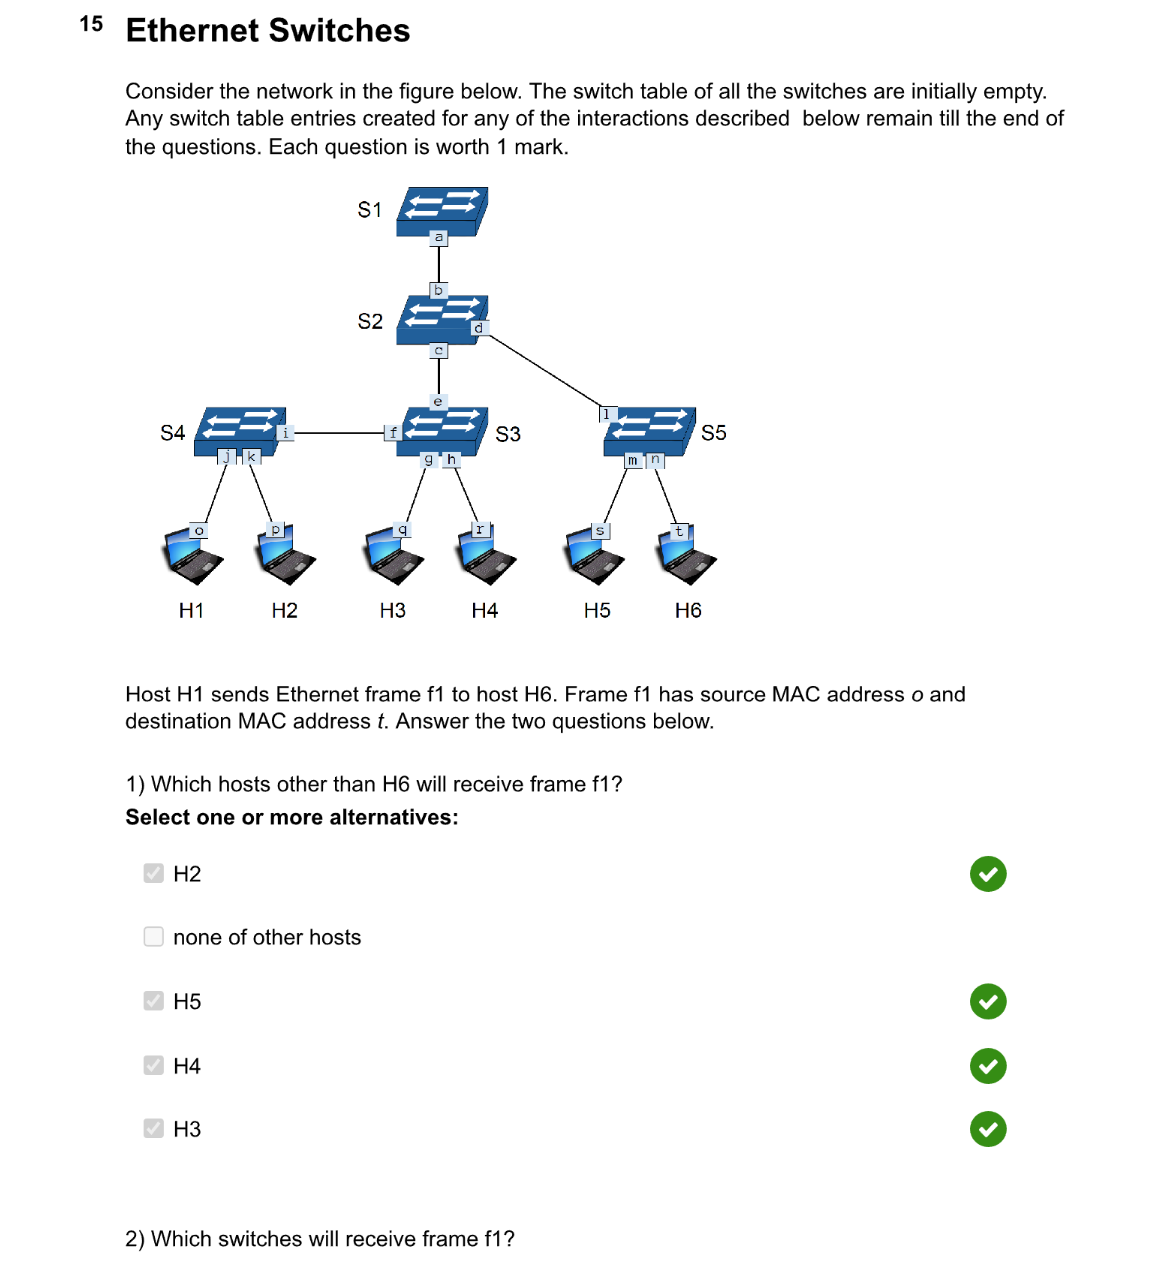 15 Ethernet Switches
Consider the network in the figure below. The switch table of all the switches are initially empty.
Any switch table entries created for any of the interactions described  below remain till the end of
the questions. Each question is worth 1 mark.
S1
a
b
S2
d
c
e
l
S4
i
f
S3
S5
j k
g h
m n
o
p
q
r
s
t
H1
H2
H3
H4
H5
H6
Host H1 sends Ethernet frame f1 to host H6. Frame f1 has source MAC address o and
destination MAC address t. Answer the two questions below.
1) Which hosts other than H6 will receive frame f1?
Select one or more alternatives:
H2
none of other hosts
H5
H4
H3
2) Which switches will receive frame f1?